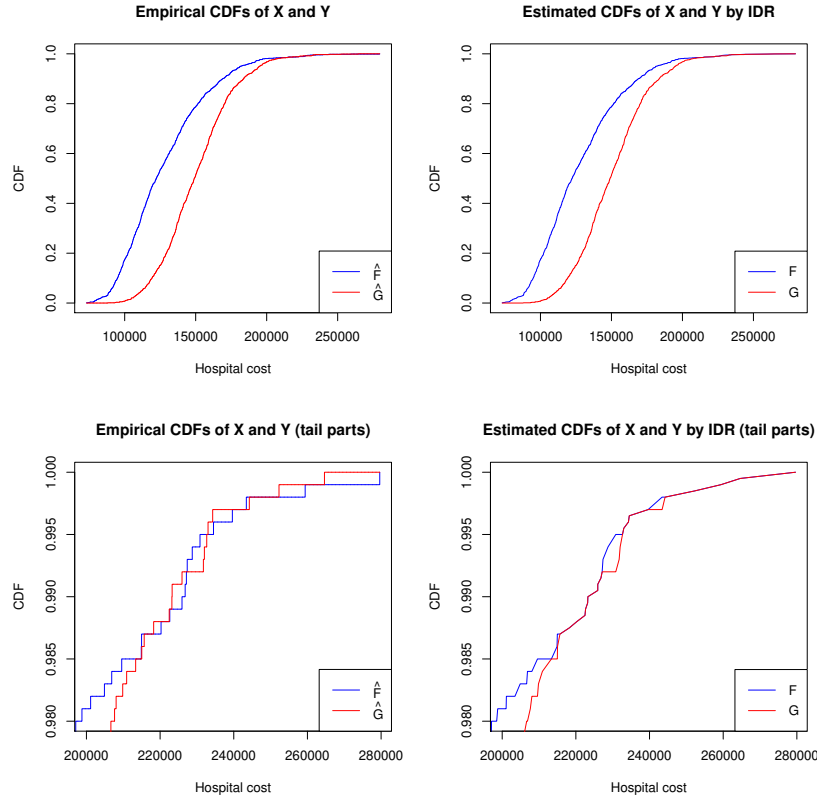 Empirical CDFs of X and Y
CDF
0.0 0.2 0.4 0.6 0.8 1.0
100000 150000 200000 250000
Hospital cost
F̂
Ĝ
Estimated CDFs of X and Y by IDR
CDF
0.0 0.2 0.4 0.6 0.8 1.0
100000 150000 200000 250000
Hospital cost
F
G
Empirical CDFs of X and Y (tail parts)
CDF
0.980 0.985 0.990 0.995 1.000
200000 220000 240000 260000 280000
Hospital cost
F̂
Ĝ
Estimated CDFs of X and Y by IDR (tail parts)
CDF
0.980 0.985 0.990 0.995 1.000
200000 220000 240000 260000 280000
Hospital cost
F
G